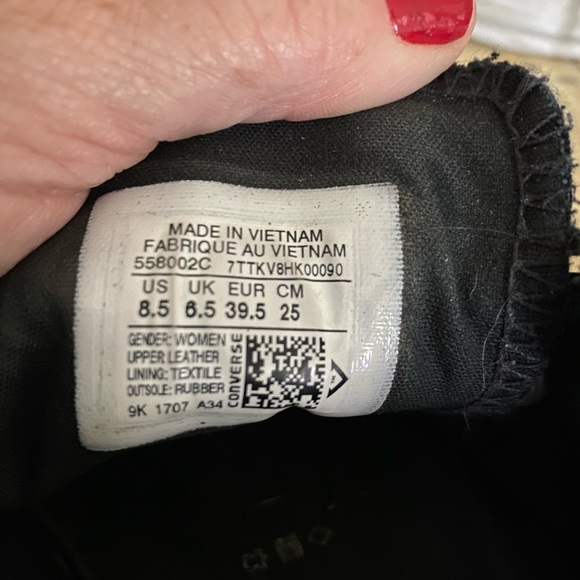 MADE IN VIETNAM
FABRIQUE AU VIETNAM
558002C 7TTKV8HK00090
US UK EUR CM
8.5 6.5 39.5 25
GENDER: WOMEN
UPPER: LEATHER
LINING: TEXTILE
OUTSOLE: RUBBER
9K 1707 A34
CONVERSE
TM